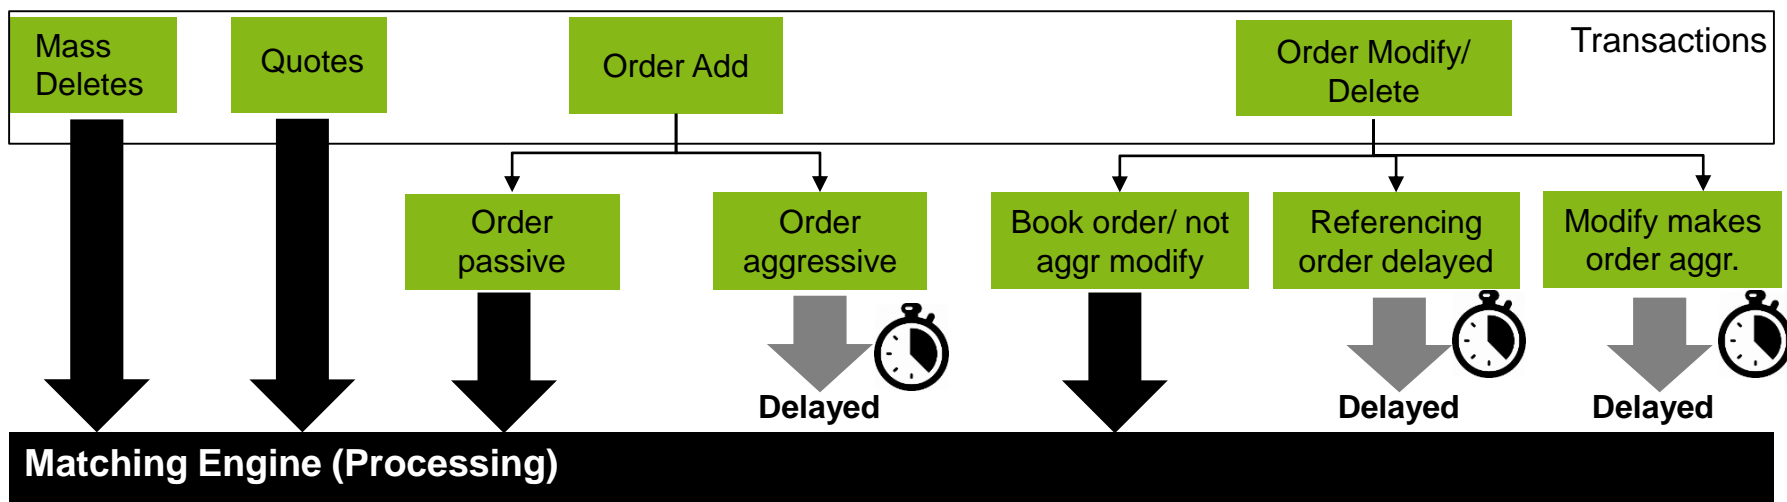 Transactions
Mass
Deletes
Quotes
Order Add
Order Modify/
Delete
Order
passive
Order
aggressive
Book order/ not
aggr modify
Referencing
order delayed
Modify makes
order aggr.
Delayed
Delayed
Delayed
Matching Engine (Processing)